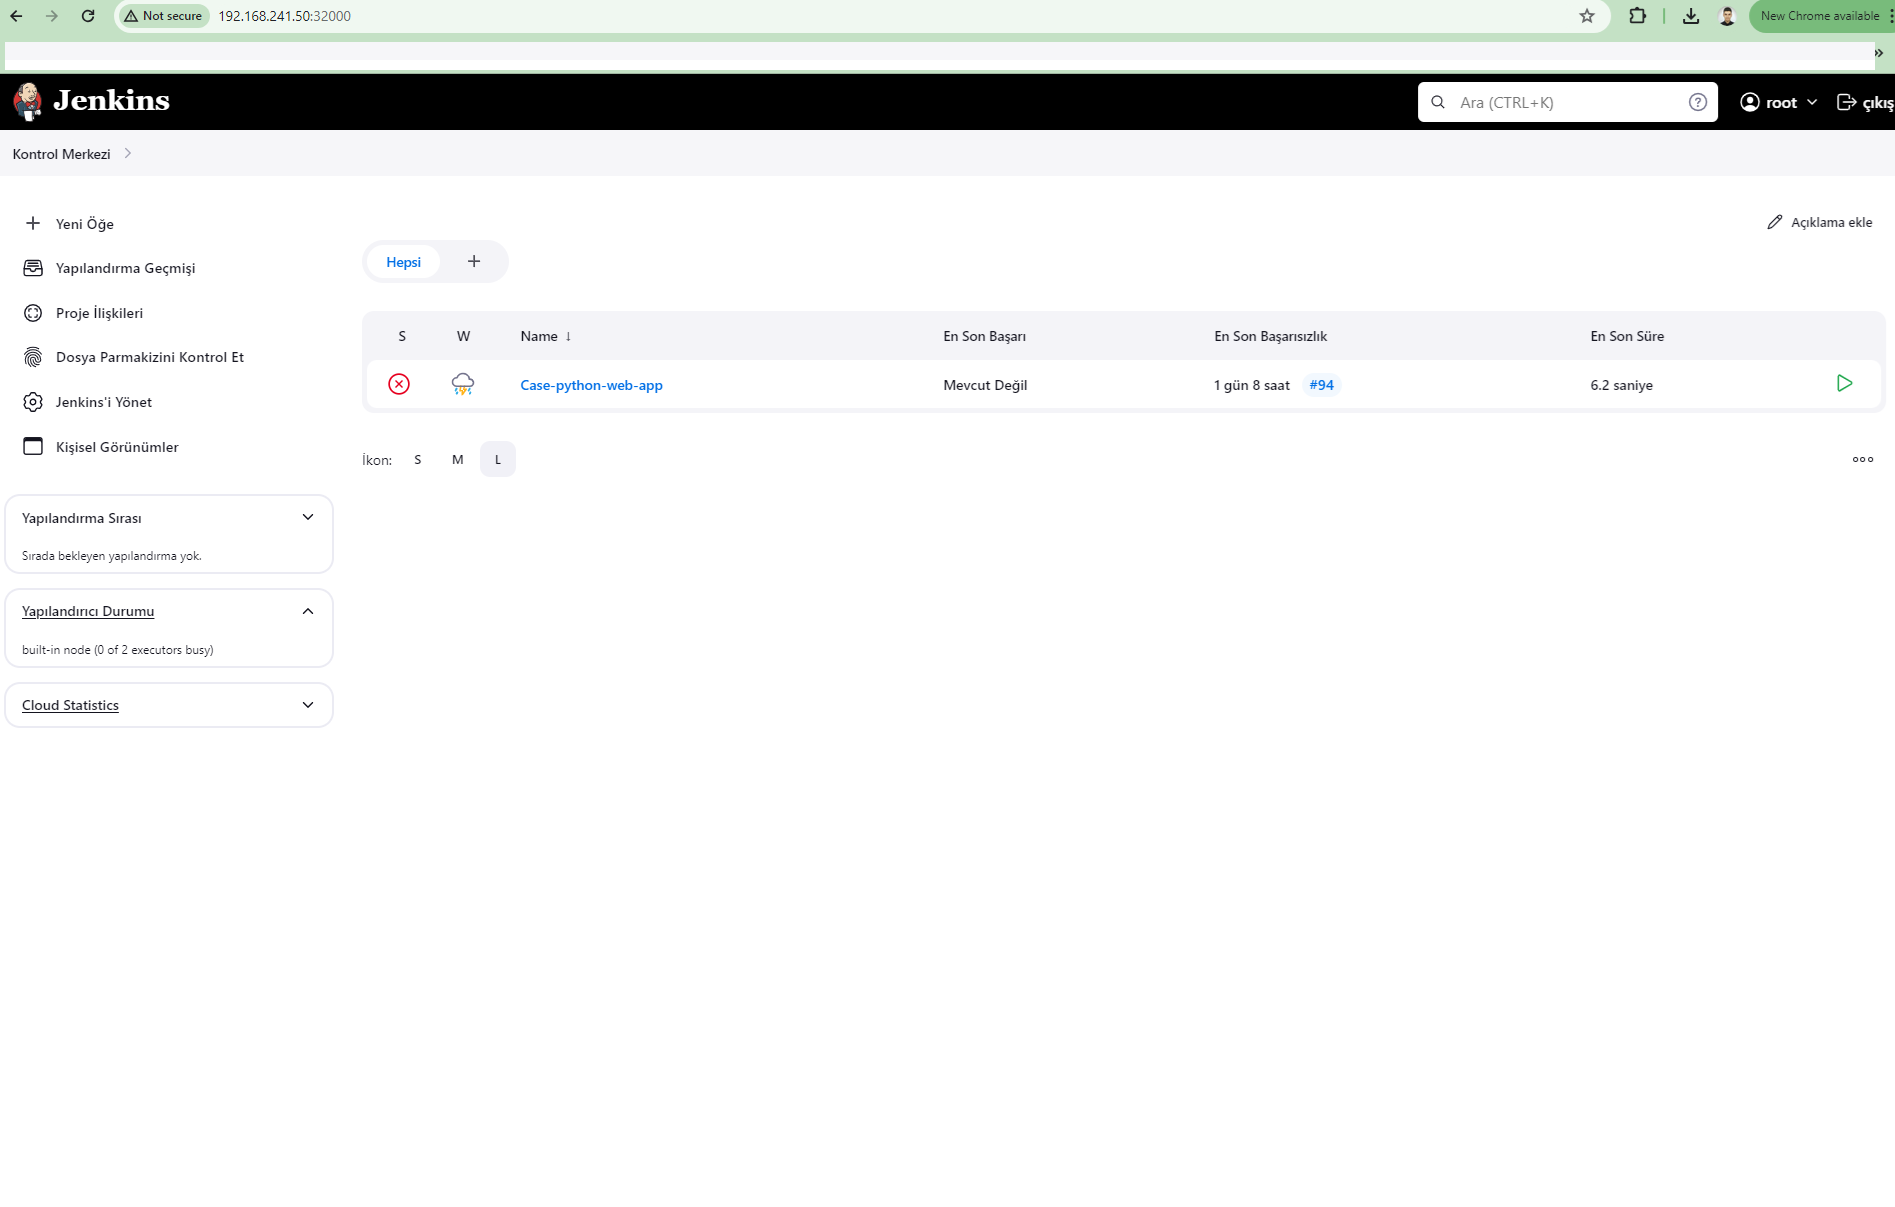 Not secure 192.168.241.50:32000 New Chrome available
»
Jenkins Ara (CTRL+K) root çıkış
Kontrol Merkezi
Yeni Öğe
Yapılandırma Geçmişi
Proje İlişkileri
Dosya Parmakizini Kontrol Et
Jenkins'i Yönet
Kişisel Görünümler
Yapılandırma Sırası
Sırada bekleyen yapılandırma yok.
Yapılandırıcı Durumu
built-in node (0 of 2 executors busy)
Cloud Statistics
Açıklama ekle
Hepsi +
S W Name ↓ En Son Başarı En Son Başarısızlık En Son Süre
Case-python-web-app Mevcut Değil 1 gün 8 saat #94 6.2 saniye
İkon: S M L